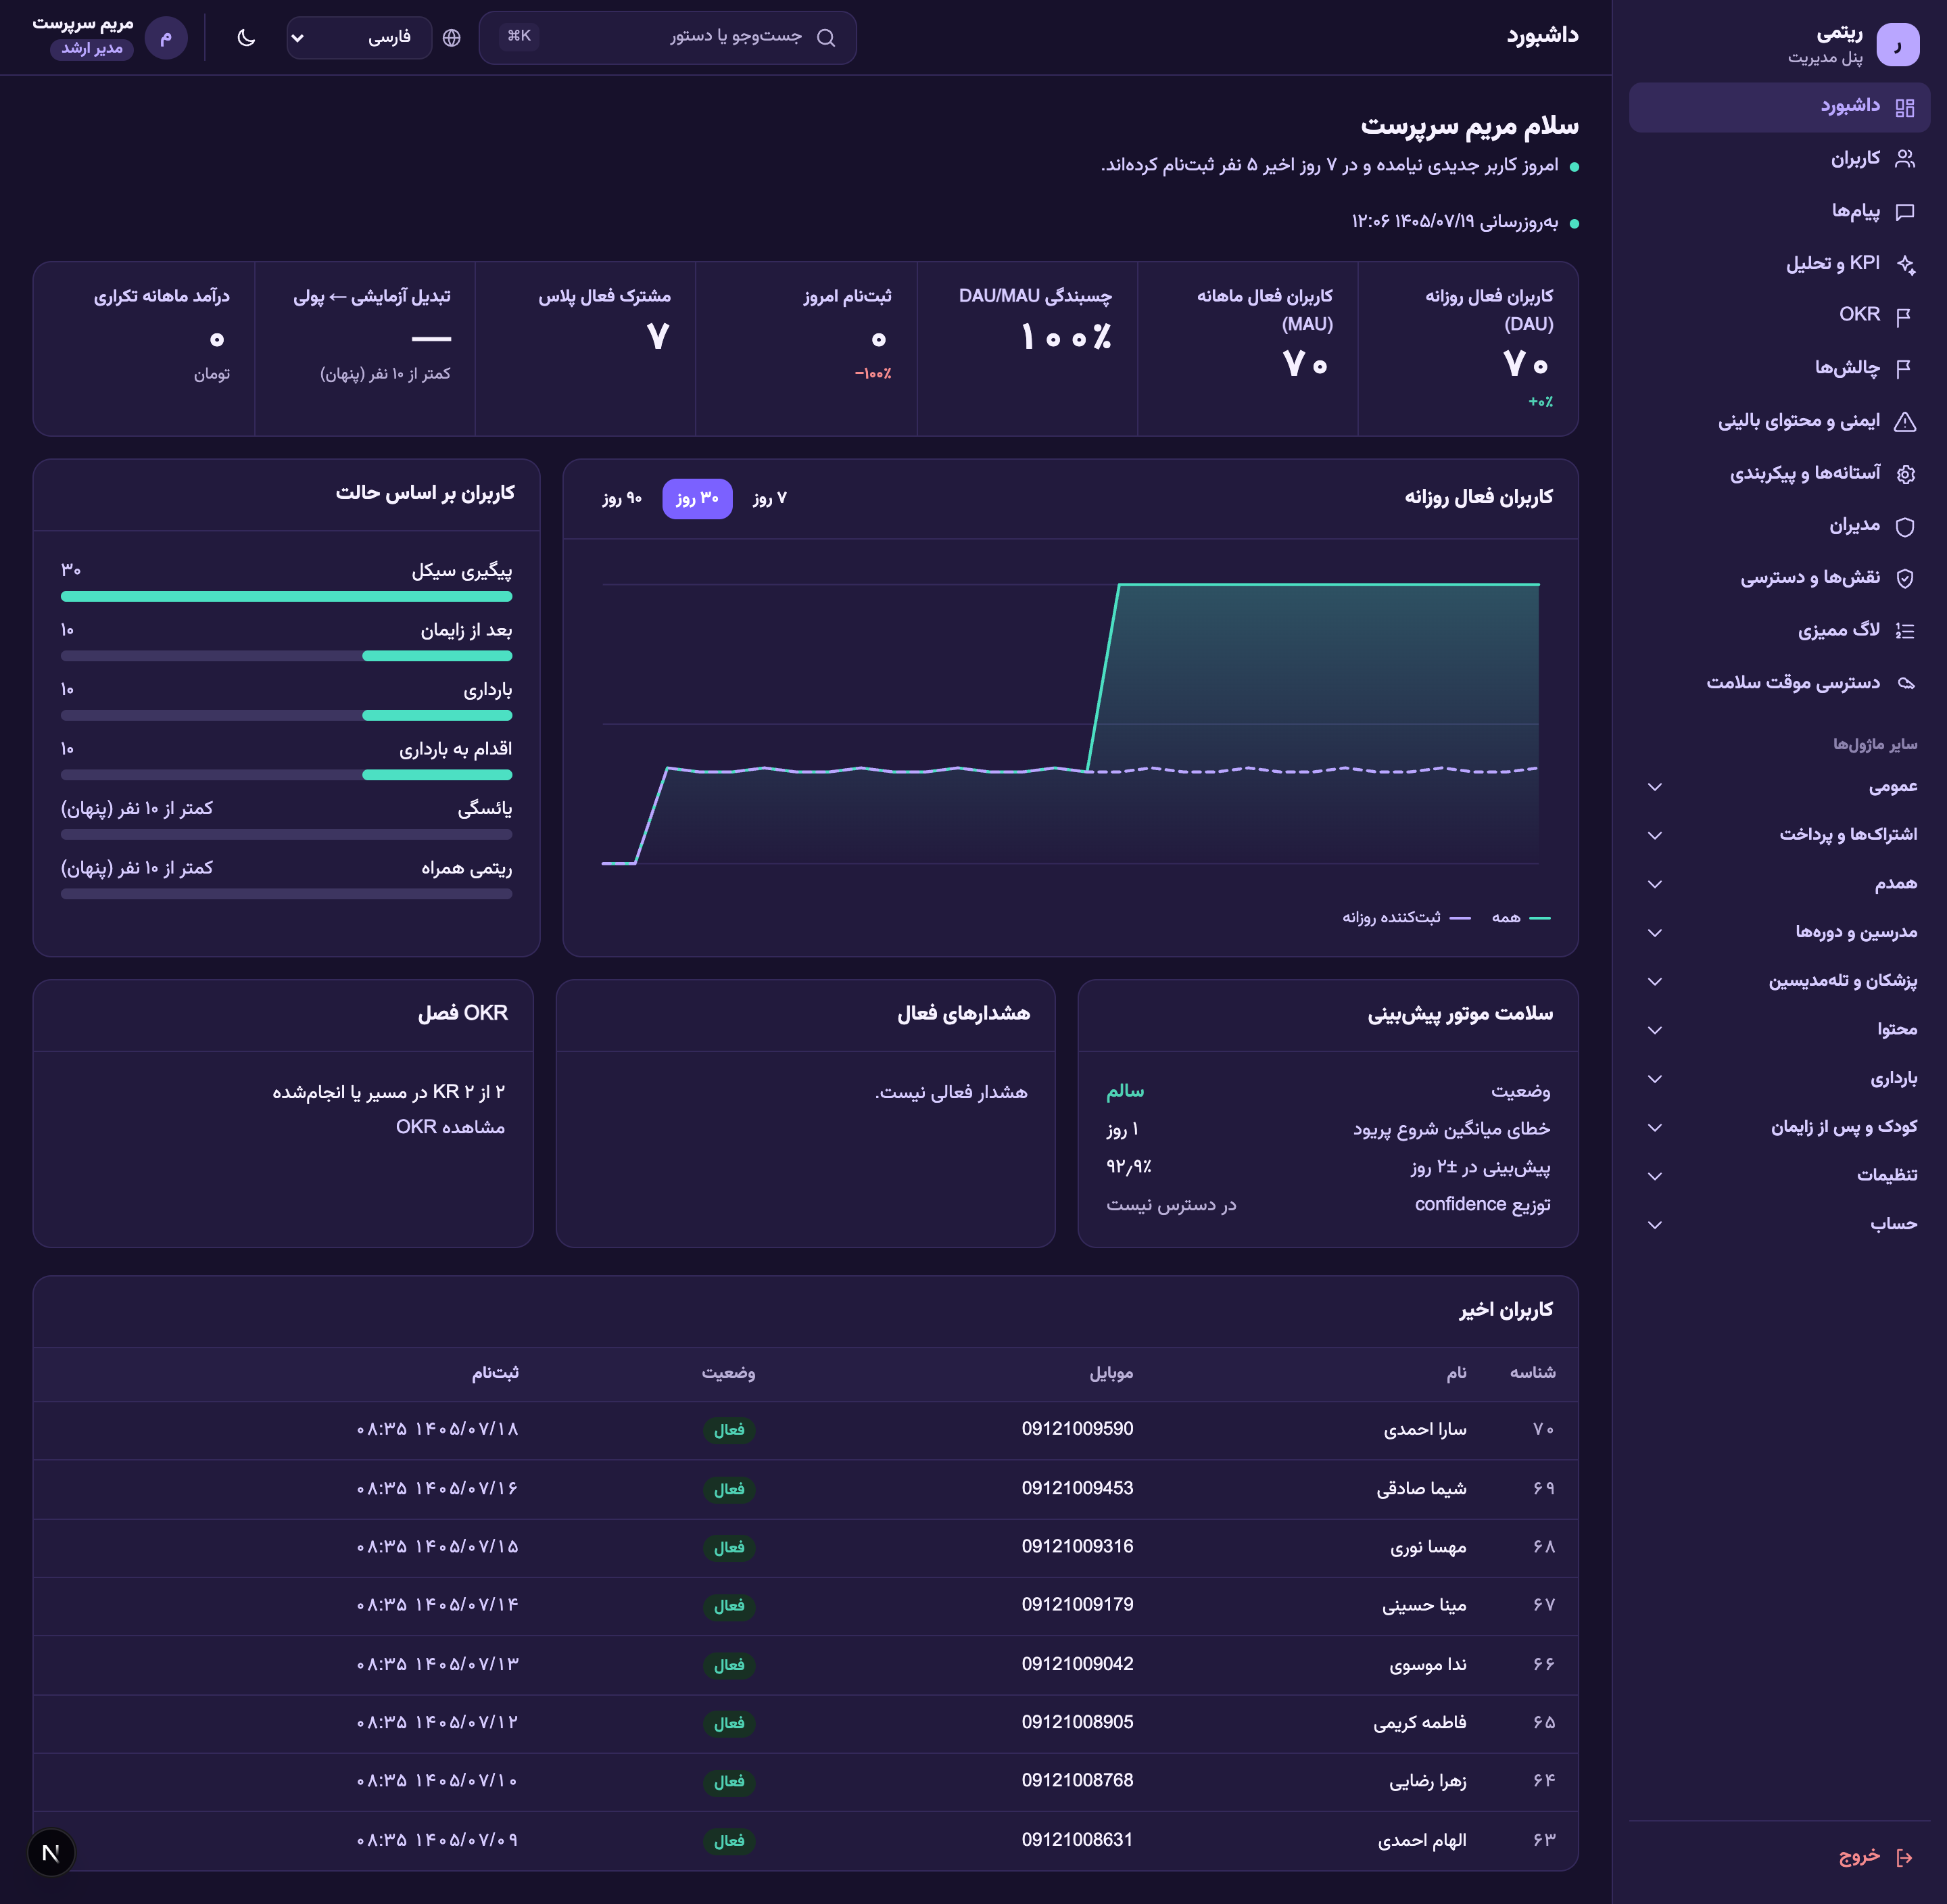 ریتمی
پنل مدیریت
داشبورد
کاربران
پیام‌ها
KPI و تحلیل
OKR
چالش‌ها
ایمنی و محتوای بالینی
آستانه‌ها و پیکربندی
مدیران
نقش‌ها و دسترسی
لاگ ممیزی
دسترسی موقت سلامت
سایر ماژول‌ها
عمومی
اشتراک‌ها و پرداخت
همدم
مدرسین و دوره‌ها
پزشکان و تله‌مدیسین
محتوا
بارداری
کودک و پس از زایمان
تنظیمات
حساب
خروج
داشبورد
جست‌وجو یا دستور
⌘K
فارسی
م
مریم سرپرست
مدیر ارشد
سلام مریم سرپرست
امروز کاربر جدیدی نیامده و در ۷ روز اخیر ۵ نفر ثبت‌نام کرده‌اند.
به‌روزرسانی ۱۴۰۵/۰۷/۱۹ ۱۲:۰۶
کاربران فعال روزانه (DAU)
۷۰
+۰٪
کاربران فعال ماهانه (MAU)
۷۰
چسبندگی DAU/MAU
۱۰۰٪
ثبت‌نام امروز
۰
−۱۰۰٪
مشترک فعال پلاس
۷
تبدیل آزمایشی ← پولی
—
کمتر از ۱۰ نفر (پنهان)
درآمد ماهانه تکراری
۰
تومان
کاربران فعال روزانه
۷ روز
۳۰ روز
۹۰ روز
همه
ثبت‌کننده روزانه
کاربران بر اساس حالت
پیگیری سیکل ۳۰
بعد از زایمان ۱۰
بارداری ۱۰
اقدام به بارداری ۱۰
یائسگی کمتر از ۱۰ نفر (پنهان)
ریتمی همراه کمتر از ۱۰ نفر (پنهان)
سلامت موتور پیش‌بینی
وضعیت سالم
خطای میانگین شروع پریود ۱ روز
پیش‌بینی در ±۲ روز ۹۲٫۹٪
توزیع confidence در دسترس نیست
هشدارهای فعال
هشدار فعالی نیست.
OKR فصل
۲ از ۲ KR در مسیر یا انجام‌شده
مشاهده OKR
کاربران اخیر
شناسه نام موبایل وضعیت ثبت‌نام
۷۰ سارا احمدی 09121009590 فعال ۱۴۰۵/۰۷/۱۸ ۰۸:۳۵
۶۹ شیما صادقی 09121009453 فعال ۱۴۰۵/۰۷/۱۶ ۰۸:۳۵
۶۸ مهسا نوری 09121009316 فعال ۱۴۰۵/۰۷/۱۵ ۰۸:۳۵
۶۷ مینا حسینی 09121009179 فعال ۱۴۰۵/۰۷/۱۴ ۰۸:۳۵
۶۶ ندا موسوی 09121009042 فعال ۱۴۰۵/۰۷/۱۳ ۰۸:۳۵
۶۵ فاطمه کریمی 09121008905 فعال ۱۴۰۵/۰۷/۱۲ ۰۸:۳۵
۶۴ زهرا رضایی 09121008768 فعال ۱۴۰۵/۰۷/۱۰ ۰۸:۳۵
۶۳ الهام احمدی 09121008631 فعال ۱۴۰۵/۰۷/۰۹ ۰۸:۳۵